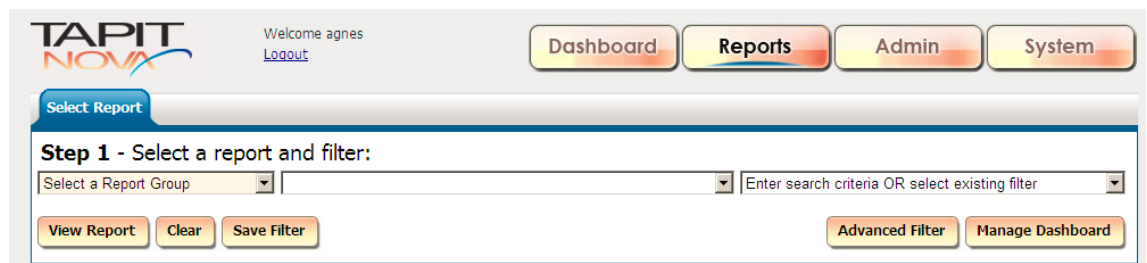 TAPIT
NOVA
Welcome agnes
Logout
Dashboard
Reports
Admin
System
Select Report
Step 1 - Select a report and filter:
Select a Report Group
Enter search criteria OR select existing filter
View Report
Clear
Save Filter
Advanced Filter
Manage Dashboard